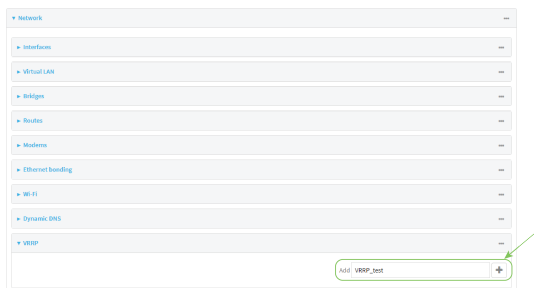 Network
Interfaces
Virtual LAN
Bridges
Routes
Modems
Ethernet bonding
Wi-Fi
Dynamic DNS
VRRP
Add VRRP_test